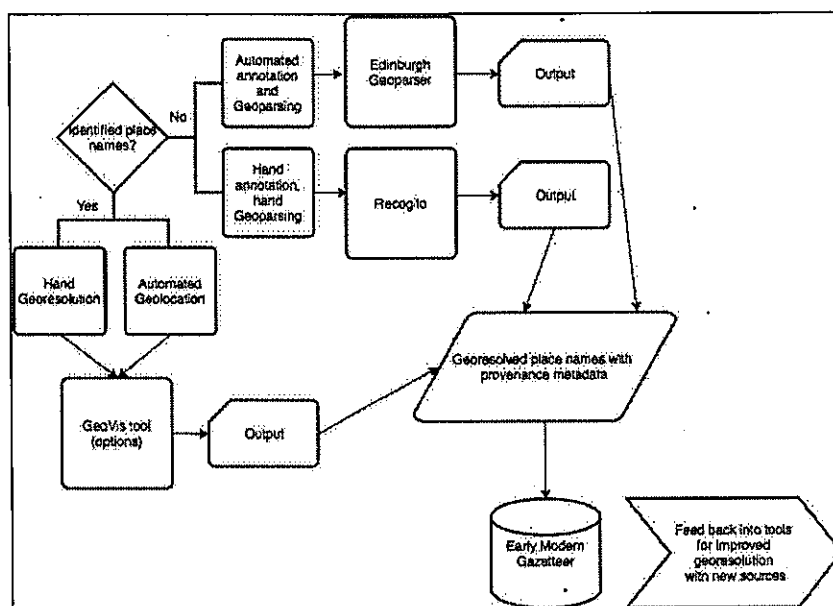 Automated
annotation
and
Geoparsing
Edinburgh
Geoparser
Output
Identified place
names?
No
Hand
annotation,
hand
Geoparsing
Recogito
Output
Yes
Hand
Georesolution
Automated
Geolocation
Georesolved place names with
provenance metadata
GeoVis tool
(options)
Output
Early Modern
Gazetteer
Feed back into tools
for improved
georesolution
with new sources